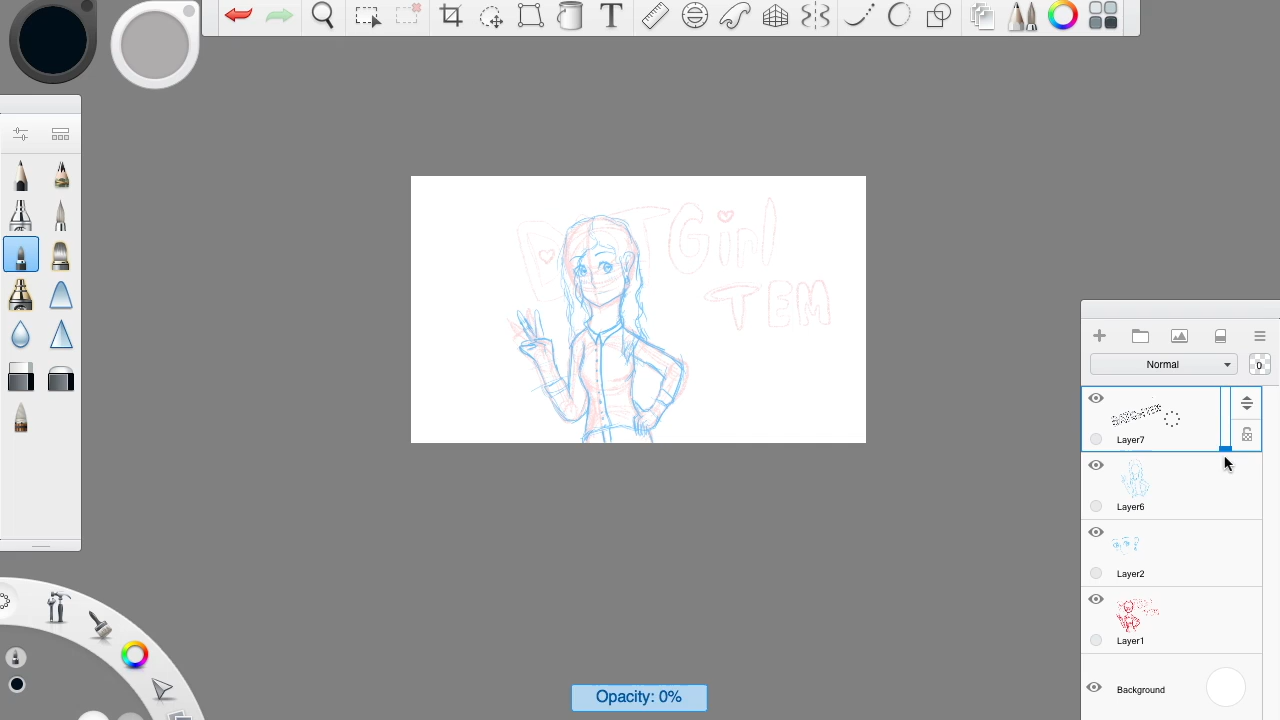 T
Normal
0
Girl
TEM
Layer7
Layer6
Layer2
Layer1
Background
Opacity: 0%